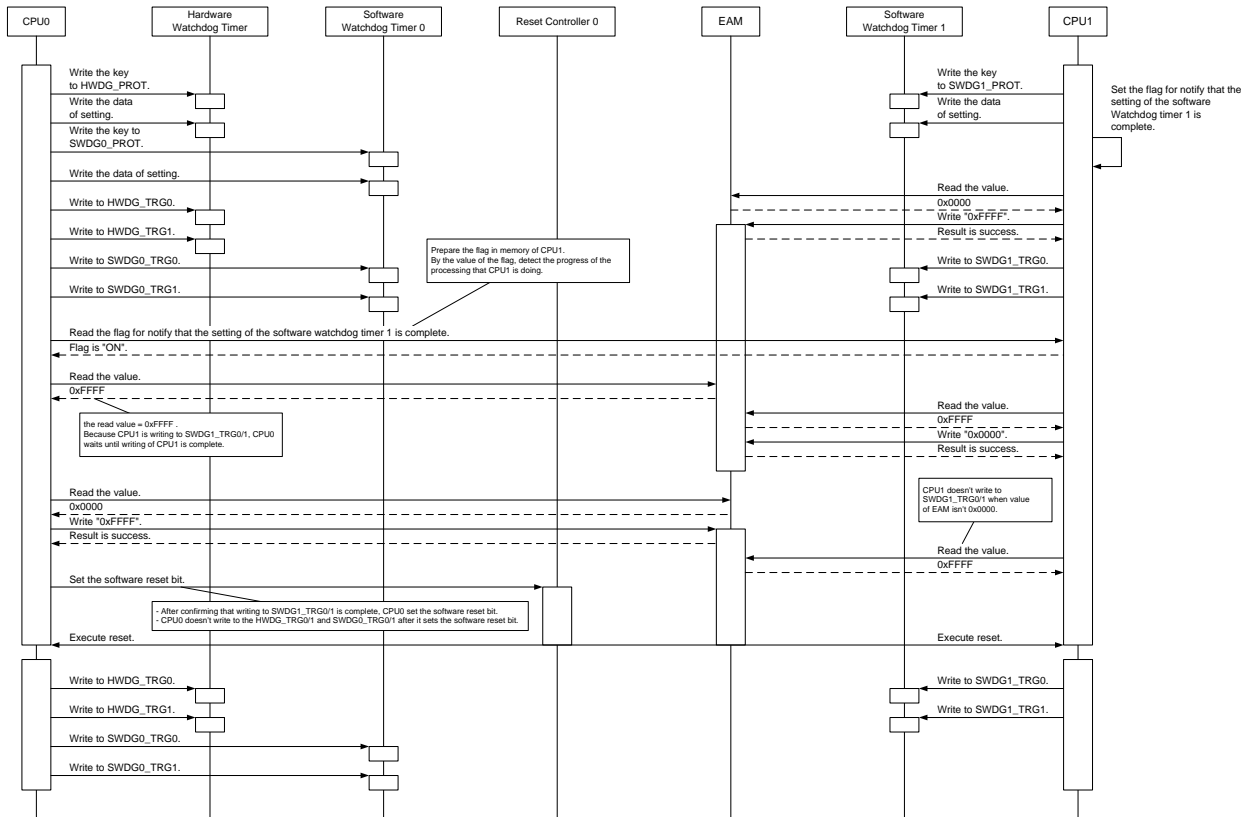 CPU0
Hardware
Watchdog Timer
Software
Watchdog Timer 0
Reset Controller 0
EAM
Software
Watchdog Timer 1
CPU1
Write the key
to HWDG_PROT.
Write the key
to SWDG1_PROT.
Set the flag for notify that the
setting of the software
Watchdog timer 1 is
complete.
Write the data
of setting.
Write the data
of setting.
Write the key to
SWDG0_PROT.
Write the data of setting.
Read the value.
0x0000
Write to HWDG_TRG0.
Write "0xFFFF".
Write to HWDG_TRG1.
Result is success.
Prepare the flag in memory of CPU1.
By the value of the flag, detect the progress of the
processing that CPU1 is doing.
Write to SWDG0_TRG0.
Write to SWDG1_TRG0.
Write to SWDG0_TRG1.
Write to SWDG1_TRG1.
Read the flag for notify that the setting of the software watchdog timer 1 is complete.
Flag is "ON".
Read the value.
0xFFFF
the read value = 0xFFFF .
Because CPU1 is writing to SWDG1_TRG0/1, CPU0
waits until writing of CPU1 is complete.
Read the value.
0xFFFF
Write "0x0000".
Result is success.
Read the value.
0x0000
CPU1 doesn't write to
SWDG1_TRG0/1 when value
of EAM isn't 0x0000.
Write "0xFFFF".
Result is success.
Read the value.
0xFFFF
Set the software reset bit.
- After confirming that writing to SWDG1_TRG0/1 is complete, CPU0 set the software reset bit.
- CPU0 doesn't write to the HWDG_TRG0/1 and SWDG0_TRG0/1 after it sets the software reset bit.
Execute reset.
Execute reset.
Write to HWDG_TRG0.
Write to SWDG1_TRG0.
Write to HWDG_TRG1.
Write to SWDG1_TRG1.
Write to SWDG0_TRG0.
Write to SWDG0_TRG1.